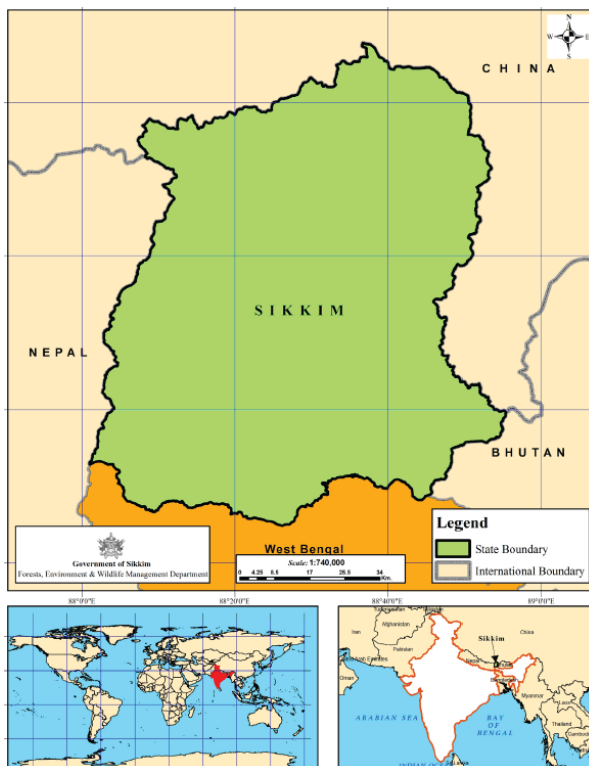 N
W E
S
CHINA
SIKKIM
NEPAL
BHUTAN
West Bengal
Government of Sikkim
Forests, Environment & Wildlife Management Department
Scale: 1:740,000
0 4.25 8.5 17 25.5 34
Km
Legend
State Boundary
International Boundary
88°0'0"E 88°20'0"E 88°40'0"E 89°0'0"E
Iran
Afghanistan
Pakistan
Oman
Sikkim
China
Nepal
Myanmar
Laos
Thailand
ARABIAN SEA
BAY
OF
BENGAL